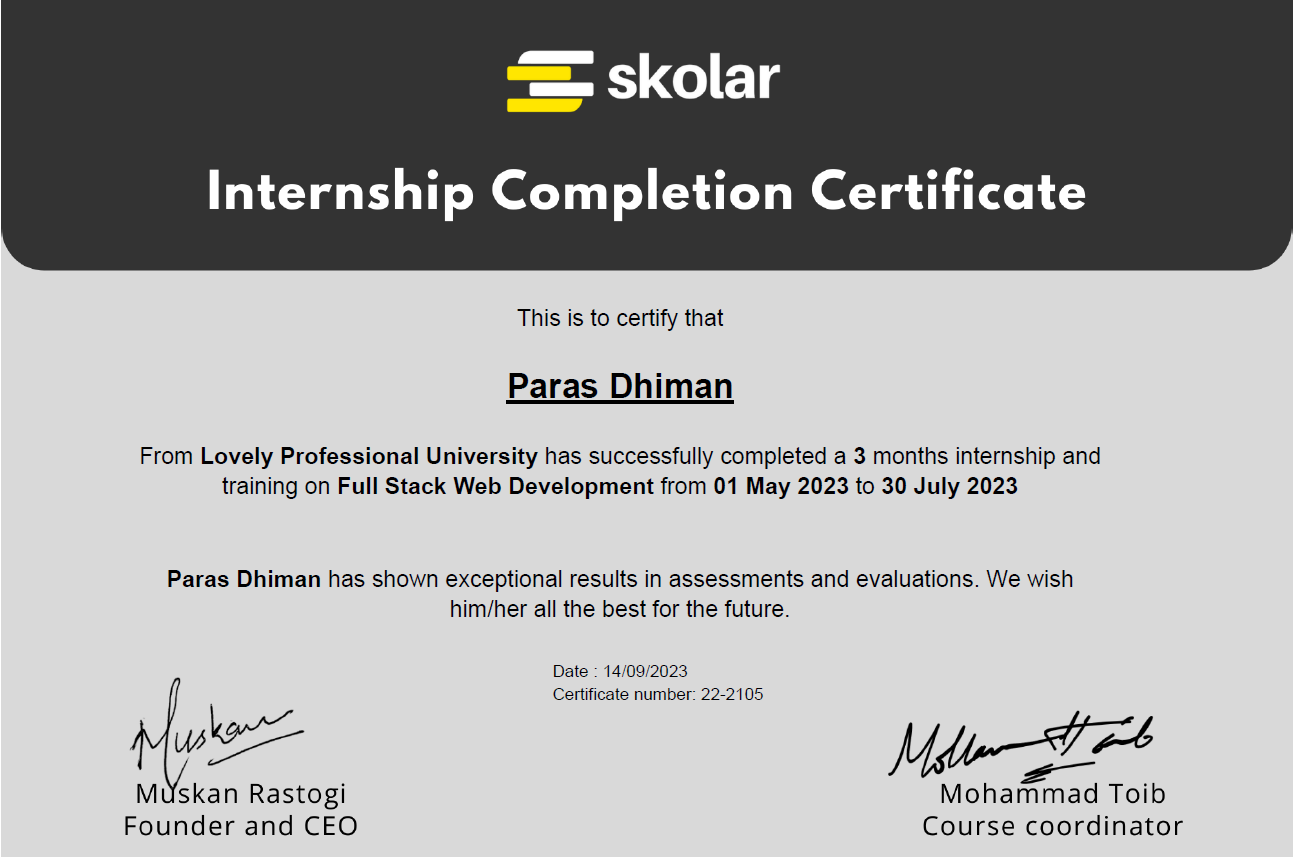 skolar
Internship Completion Certificate
This is to certify that
Paras Dhiman
From Lovely Professional University has successfully completed a 3 months internship and
training on Full Stack Web Development from 01 May 2023 to 30 July 2023
Paras Dhiman has shown exceptional results in assessments and evaluations. We wish
him/her all the best for the future.
Date : 14/09/2023
Certificate number: 22-2105
Muskan
Muskan Rastogi
Founder and CEO
Mohammad Toib
Course coordinator